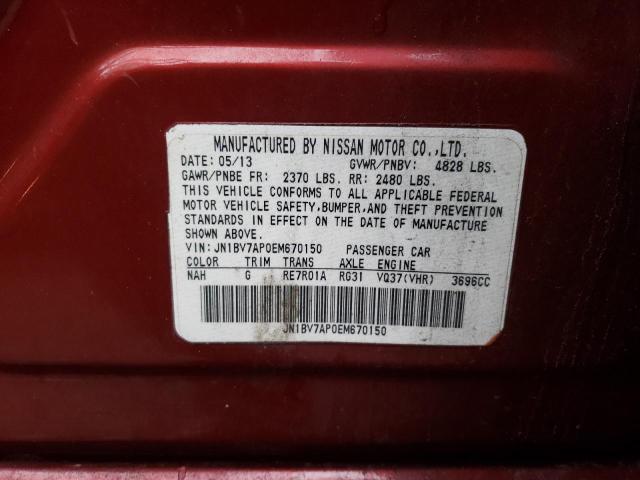 MANUFACTURED BY NISSAN MOTOR CO.,LTD.
DATE: 05/13 GVWR/PNBV: 4828 LBS.
GAWR/PNBE FR: 2370 LBS. RR: 2480 LBS.
THIS VEHICLE CONFORMS TO ALL APPLICABLE FEDERAL
MOTOR VEHICLE SAFETY,BUMPER,AND THEFT PREVENTION
STANDARDS IN EFFECT ON THE DATE OF MANUFACTURE
SHOWN ABOVE.
VIN: JN1BV7AP0EM670150 PASSENGER CAR
COLOR TRIM TRANS AXLE ENGINE
NAH G RE7R01A RG31 VQ37(VHR) 3696CC
JN1BV7AP0EM670150